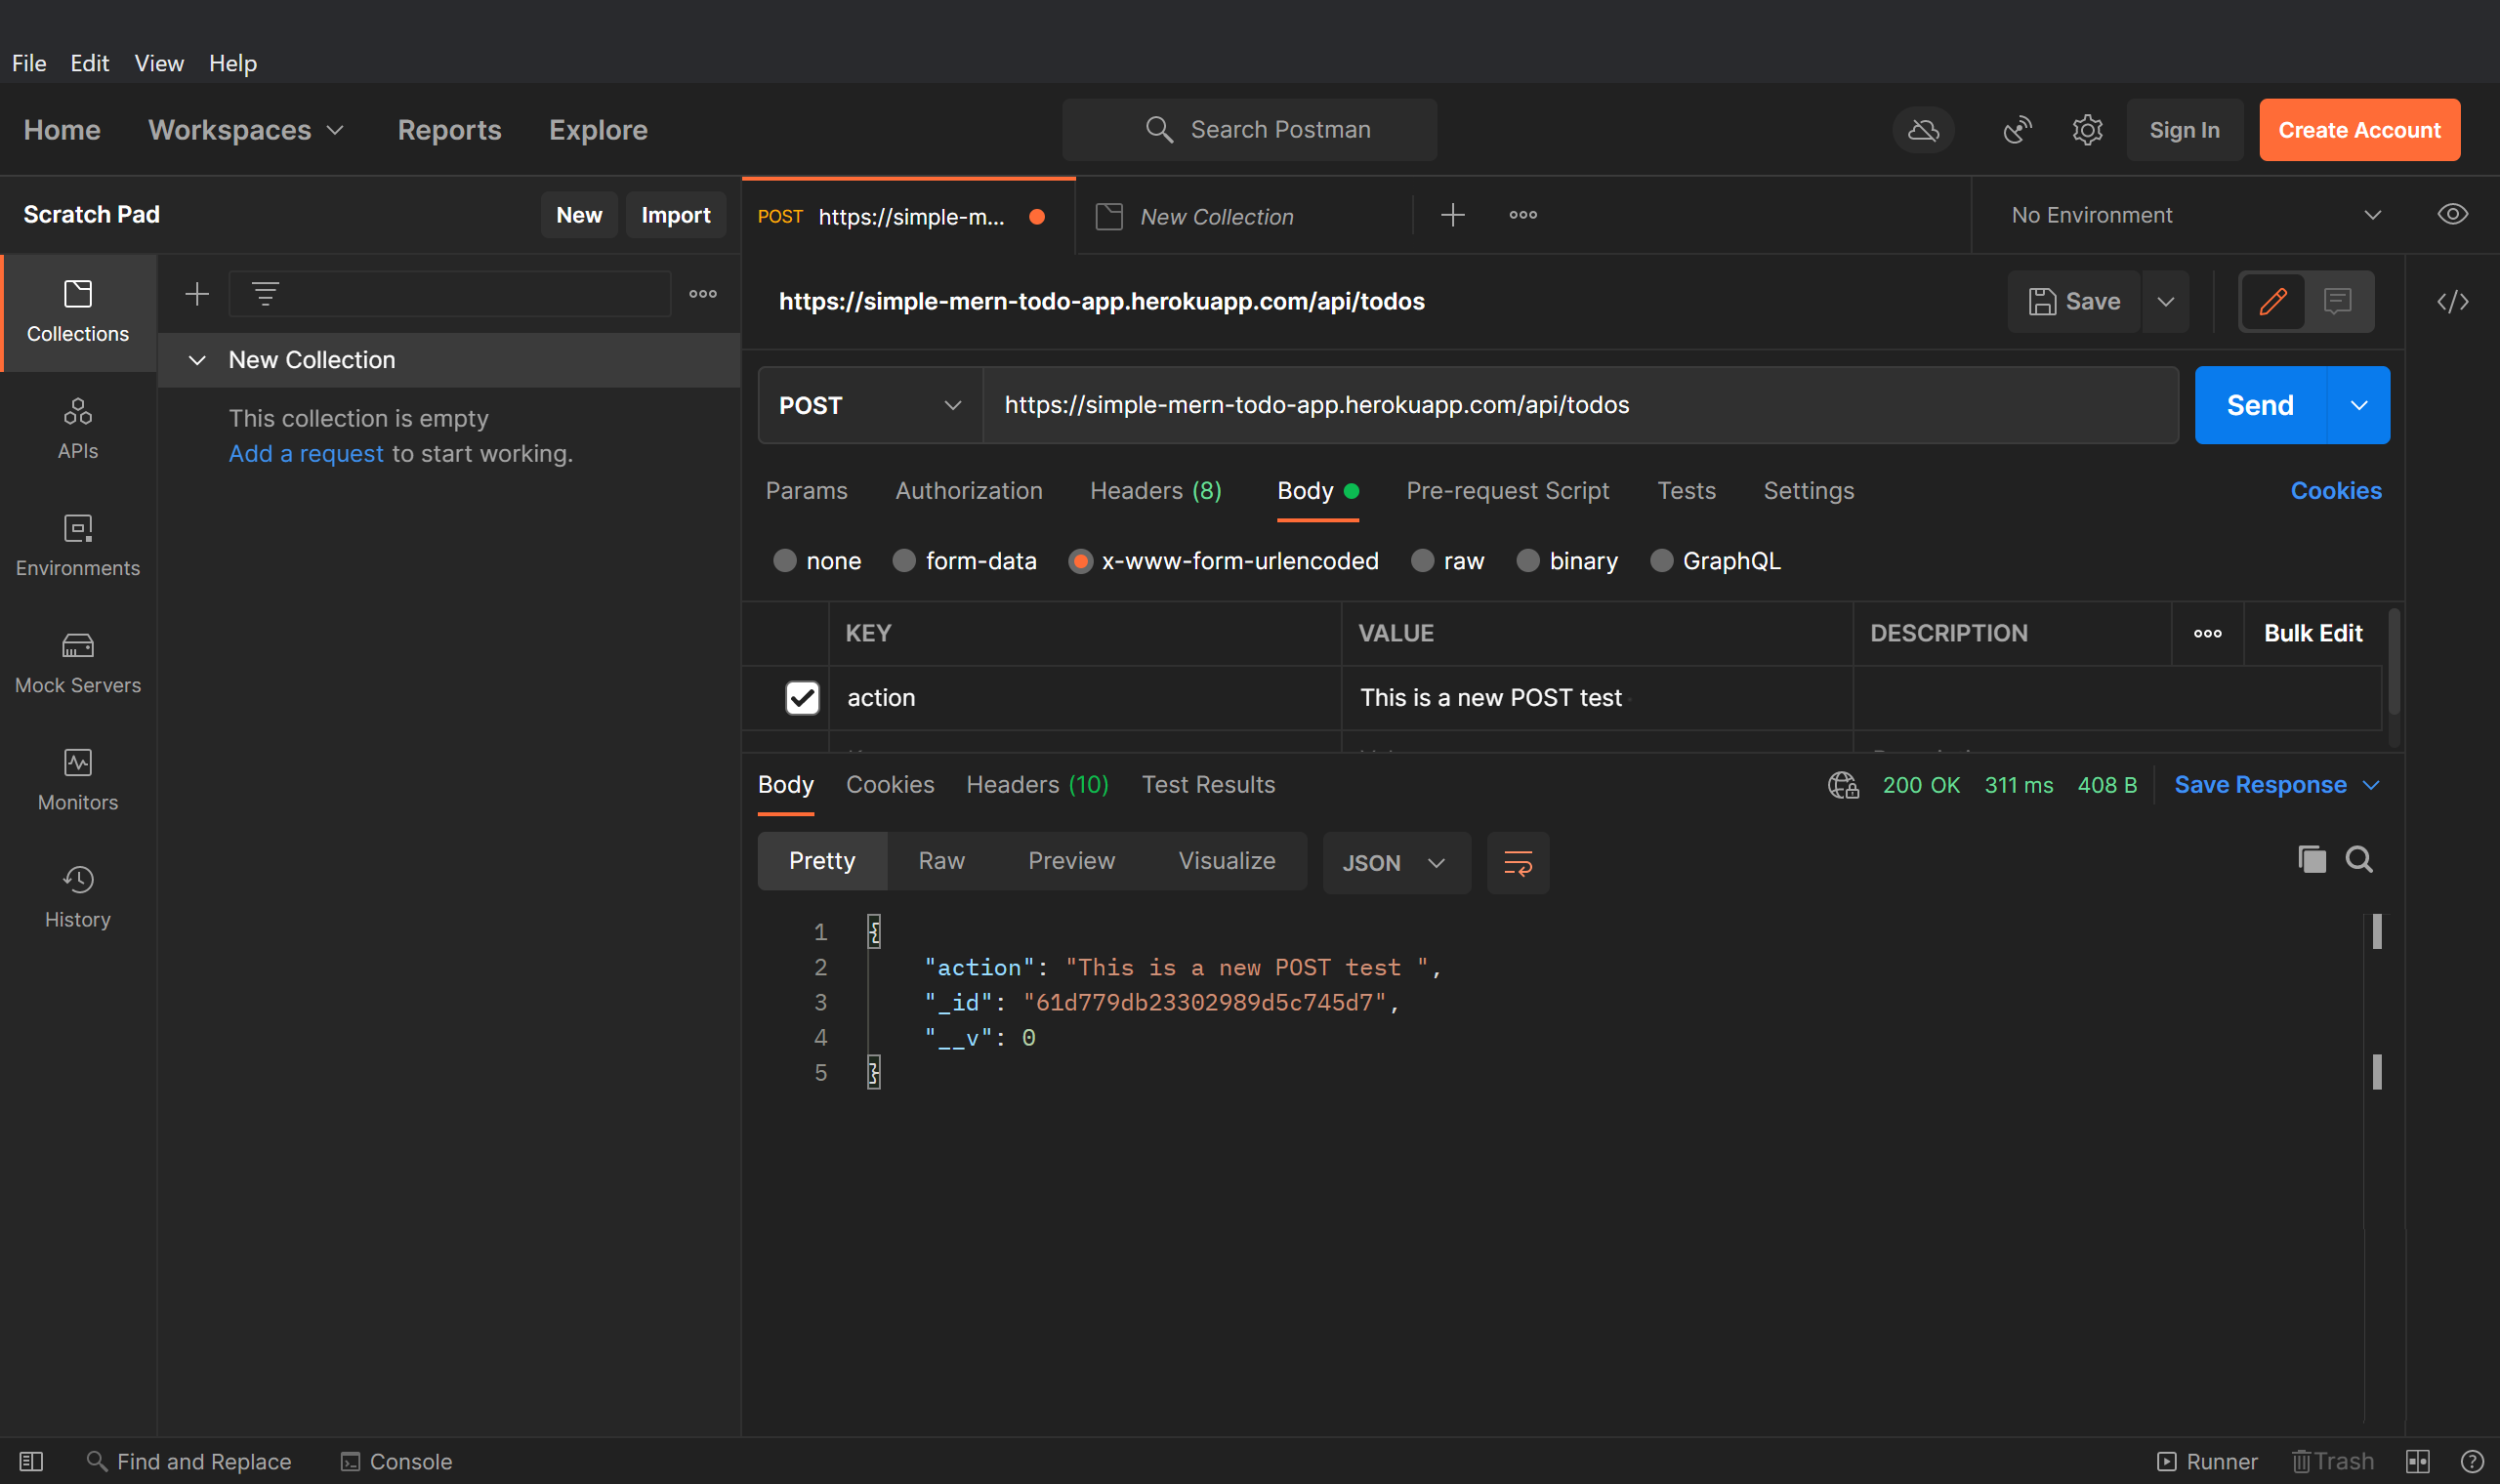 File Edit View Help
Home Workspaces Reports Explore Search Postman Sign In Create Account
Scratch Pad New Import
POST https://simple-m... New Collection No Environment
Collections
APIs
Environments
Mock Servers
Monitors
History
New Collection
This collection is empty
Add a request to start working.
https://simple-mern-todo-app.herokuapp.com/api/todos Save
POST https://simple-mern-todo-app.herokuapp.com/api/todos Send
Params Authorization Headers (8) Body Pre-request Script Tests Settings Cookies
none form-data x-www-form-urlencoded raw binary GraphQL
KEY VALUE DESCRIPTION Bulk Edit
action This is a new POST test
Body Cookies Headers (10) Test Results 200 OK 311 ms 408 B Save Response
Pretty Raw Preview Visualize JSON
1 {
2 "action": "This is a new POST test ",
3 "_id": "61d779db23302989d5c745d7",
4 "__v": 0
5 }
Find and Replace Console Runner Trash